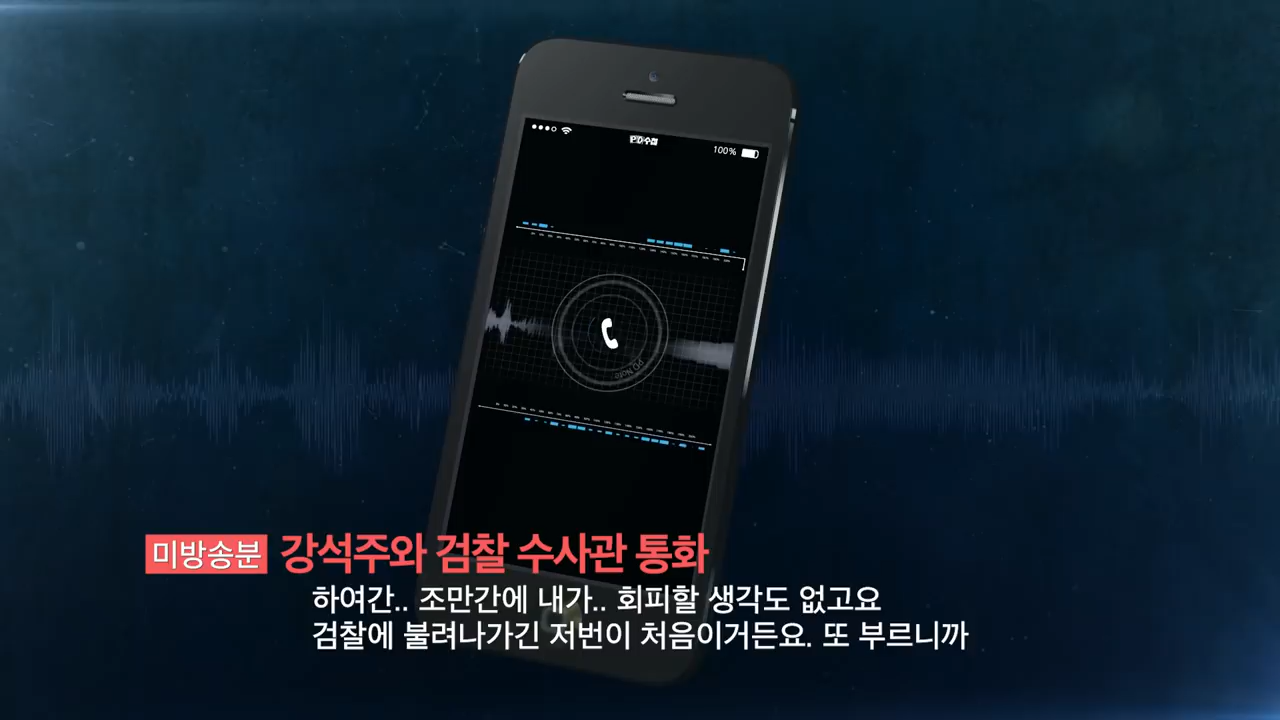 PD수첩
100%
PD Note
미방송분 강석주와 검찰 수사관 통화
하여간.. 조만간에 내가.. 회피할 생각도 없고요
검찰에 불려나가긴 저번이 처음이거든요. 또 부르니까